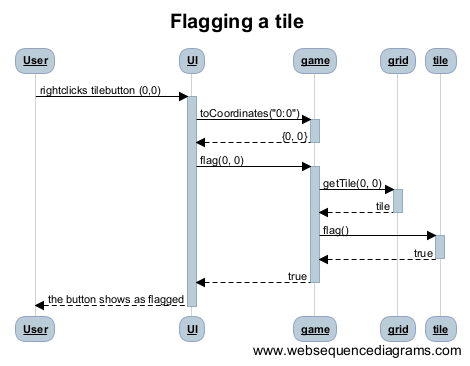 Flagging a tile
User UI game grid tile
rightclicks tilebutton (0,0)
toCoordinates("0:0")
{0, 0}
flag(0, 0)
getTile(0, 0)
tile
flag()
true
true
the button shows as flagged
User UI game grid tile
www.websequencediagrams.com